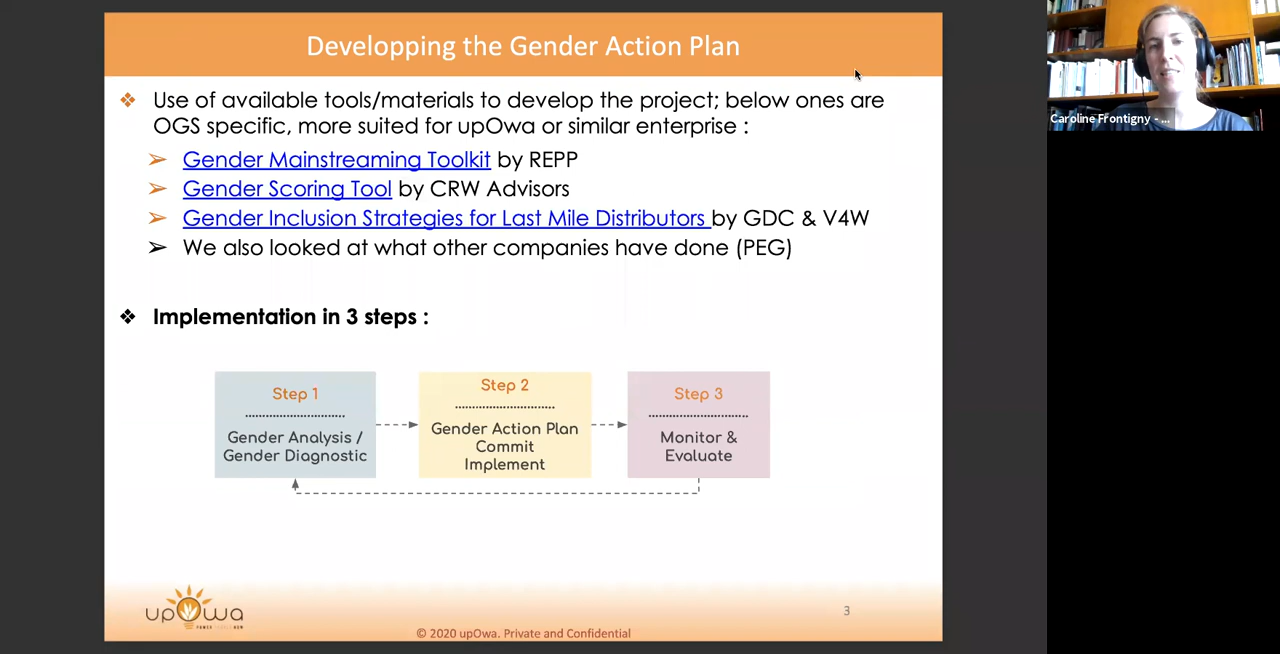 Developping the Gender Action Plan
❖ Use of available tools/materials to develop the project; below ones are
OGS specific, more suited for upOwa or similar enterprise :
➢ Gender Mainstreaming Toolkit by REPP
➢ Gender Scoring Tool by CRW Advisors
➢ Gender Inclusion Strategies for Last Mile Distributors by GDC & V4W
➢ We also looked at what other companies have done (PEG)
❖ Implementation in 3 steps :
Step 1
Gender Analysis /
Gender Diagnostic
Step 2
Gender Action Plan
Commit
Implement
Step 3
Monitor &
Evaluate
upOwa
3
© 2020 upOwa. Private and Confidential
Caroline Frontigny - ...